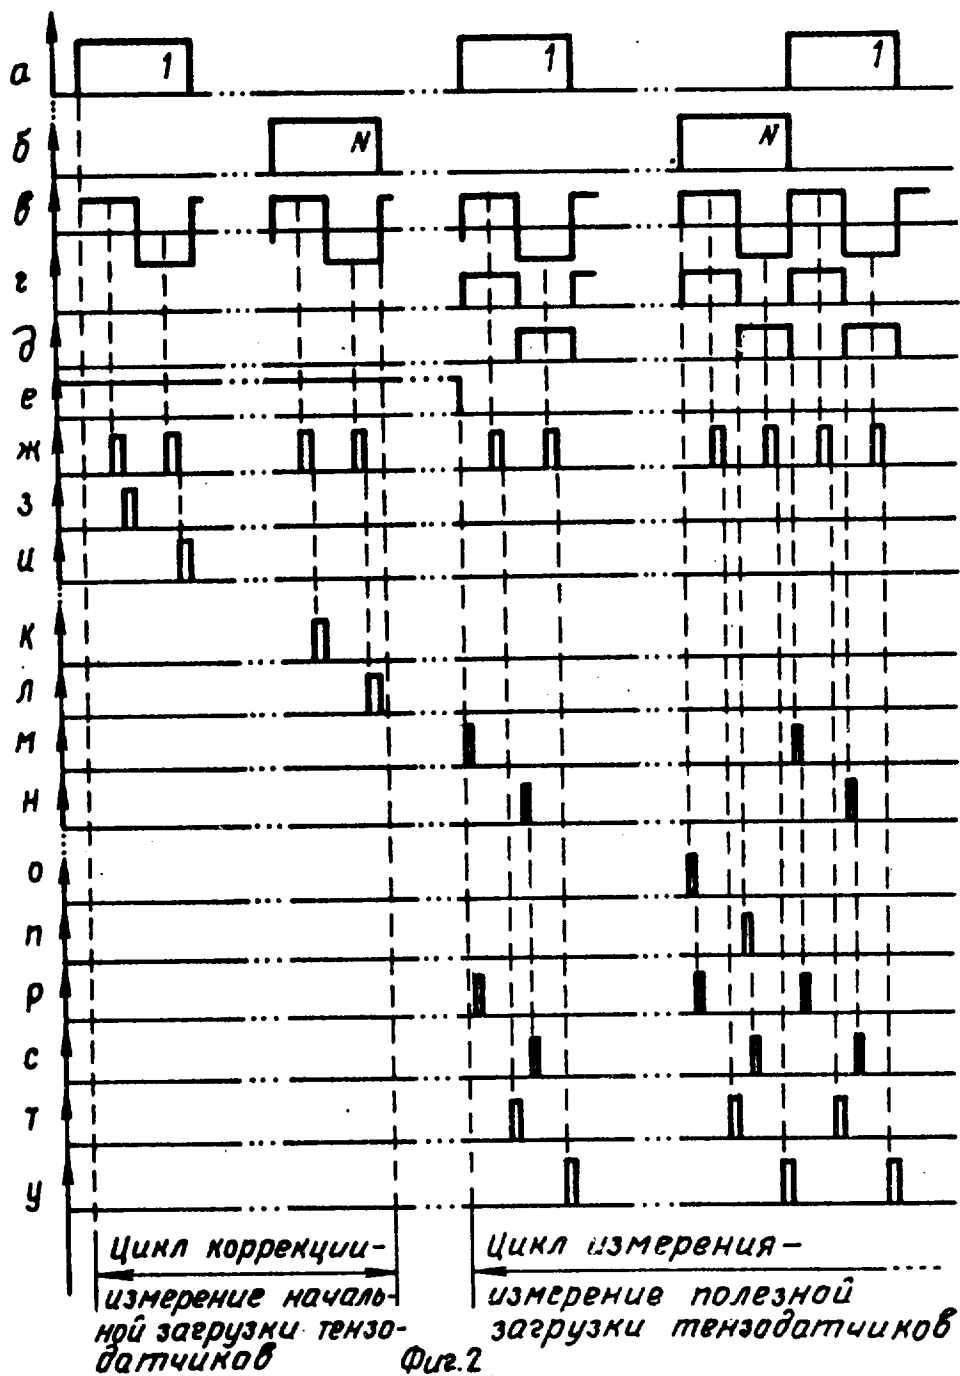 а
1
1
1
б
N
N
в
г
д
е
ж
з
и
к
л
м
н
о
п
р
с
т
у
Цикл коррекции-
измерение началь-
ной загрузки тензо-
датчиков
Цикл измерения-
измерение полезной
загрузки тензодатчиков
Фиг.2